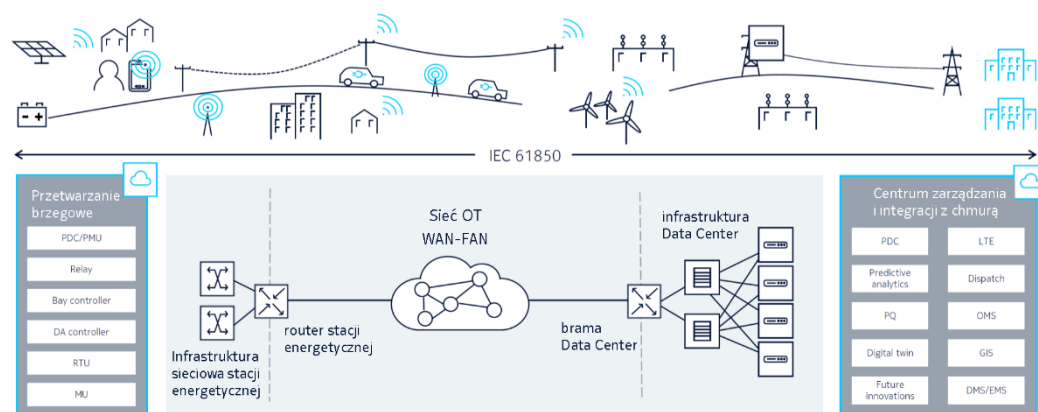 IEC 61850
Przetwarzanie
brzegowe
PDC/PMU
Relay
Bay controller
DA controller
RTU
MU
Sieć OT
WAN-FAN
router stacji
energetycznej
Infrastruktura
sieciowa stacji
energetycznej
infrastruktura
Data Center
brama
Data Center
Centrum zarządzania
i integracji z chmurą
PDC
LTE
Predictive
analytics
Dispatch
PQ
OMS
Digital twin
GIS
Future
innovations
DMS/EMS